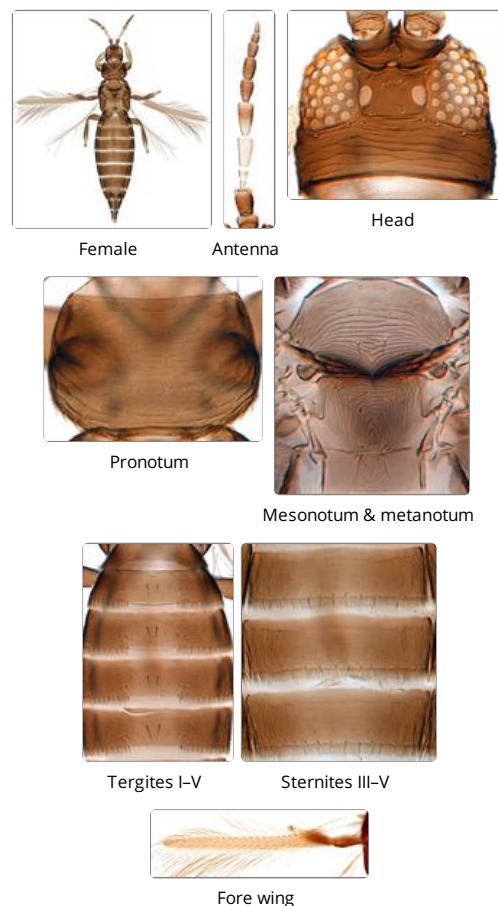 Female
Antenna
Head
Pronotum
Mesonotum & metanotum
Tergites I–V
Sternites III–V
Fore wing